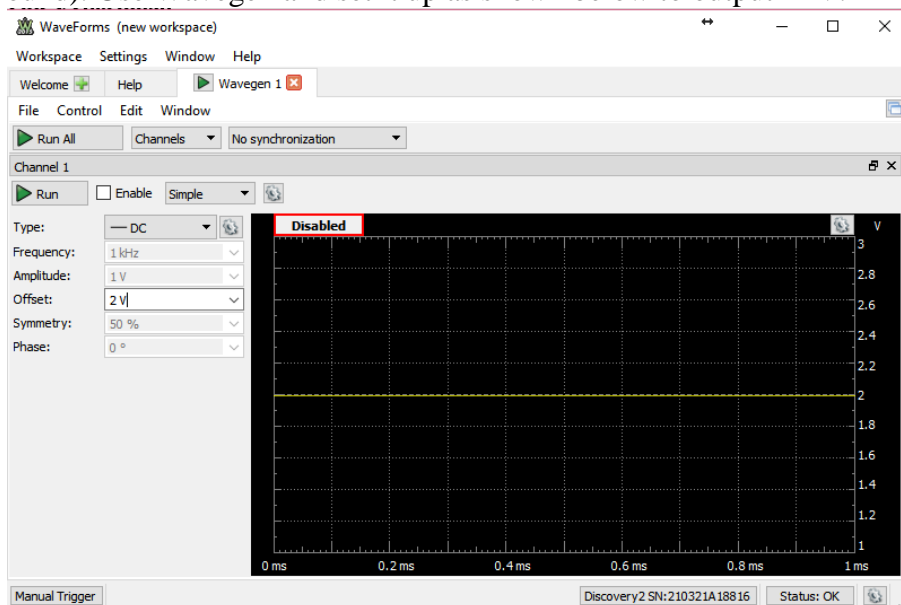 WaveForms (new workspace)
Workspace Settings Window Help
Welcome Help Wavegen 1
File Control Edit Window
Run All Channels No synchronization
Channel 1
Run Enable Simple
Type: DC Disabled V
Frequency: 1 kHz
Amplitude: 1 V
Offset: 2 V
Symmetry: 50 %
Phase: 0 °
3
2.8
2.6
2.4
2.2
2
1.8
1.6
1.4
1.2
1
0 ms 0.2 ms 0.4 ms 0.6 ms 0.8 ms 1 ms
Manual Trigger Discovery2 SN:210321A18816 Status: OK